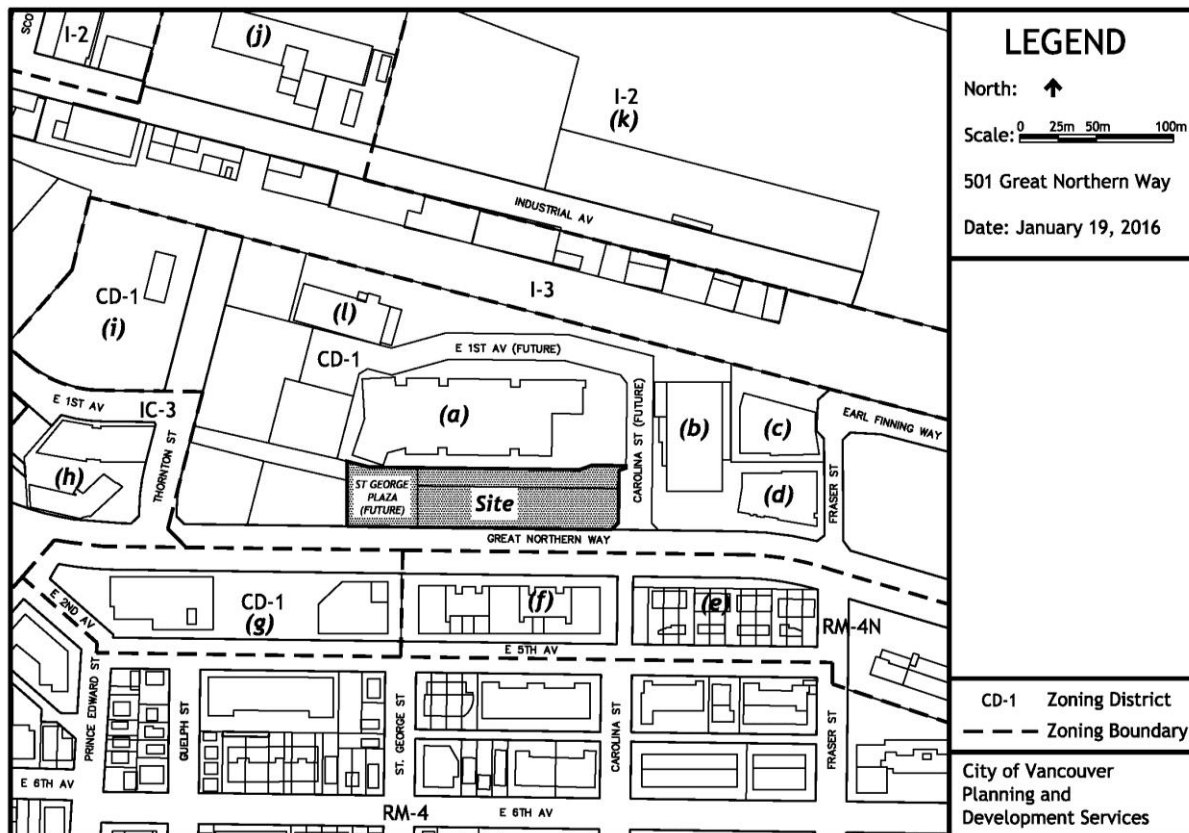 SCO
I-2
(j)
I-2
(k)
INDUSTRIAL AV
I-3
CD-1
(i)
(l)
CD-1
E 1ST AV (FUTURE)
E 1ST AV
IC-3
THORNTON ST
(h)
(a)
(b)
(c)
(d)
CAROLINA ST (FUTURE)
EARL FINNING WAY
FRASER ST
ST GEORGE
PLAZA
(FUTURE)
Site
GREAT NORTHERN WAY
E 2ND AV
CD-1
(g)
(f)
(e)
RM-4N
E 5TH AV
PRINCE EDWARD ST
GUELPH ST
ST. GEORGE ST
CAROLINA ST
FRASER ST
E 6TH AV
RM-4
E 6TH AV
LEGEND
North:
Scale: 0 25m 50m 100m
501 Great Northern Way
Date: January 19, 2016
CD-1 Zoning District
Zoning Boundary
City of Vancouver
Planning and
Development Services